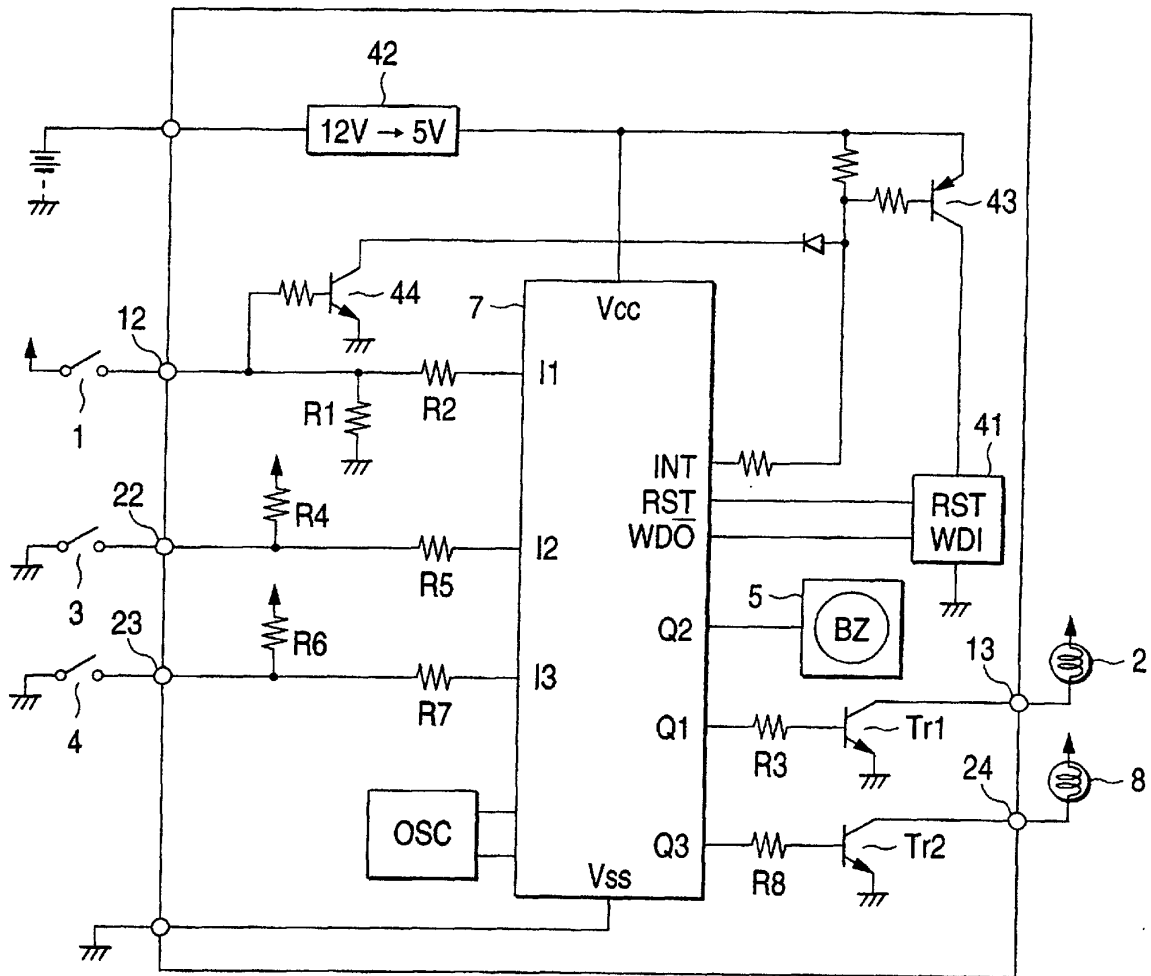 42
12V → 5V
43
44
7
Vcc
12
I1
R1
R2
1
41
INT
RST
WDO̅
RST
WDI
22
R4
I2
R5
3
5
BZ
Q2
23
R6
I3
R7
4
13
2
Q1
R3
Tr1
24
8
OSC
Q3
R8
Tr2
Vss